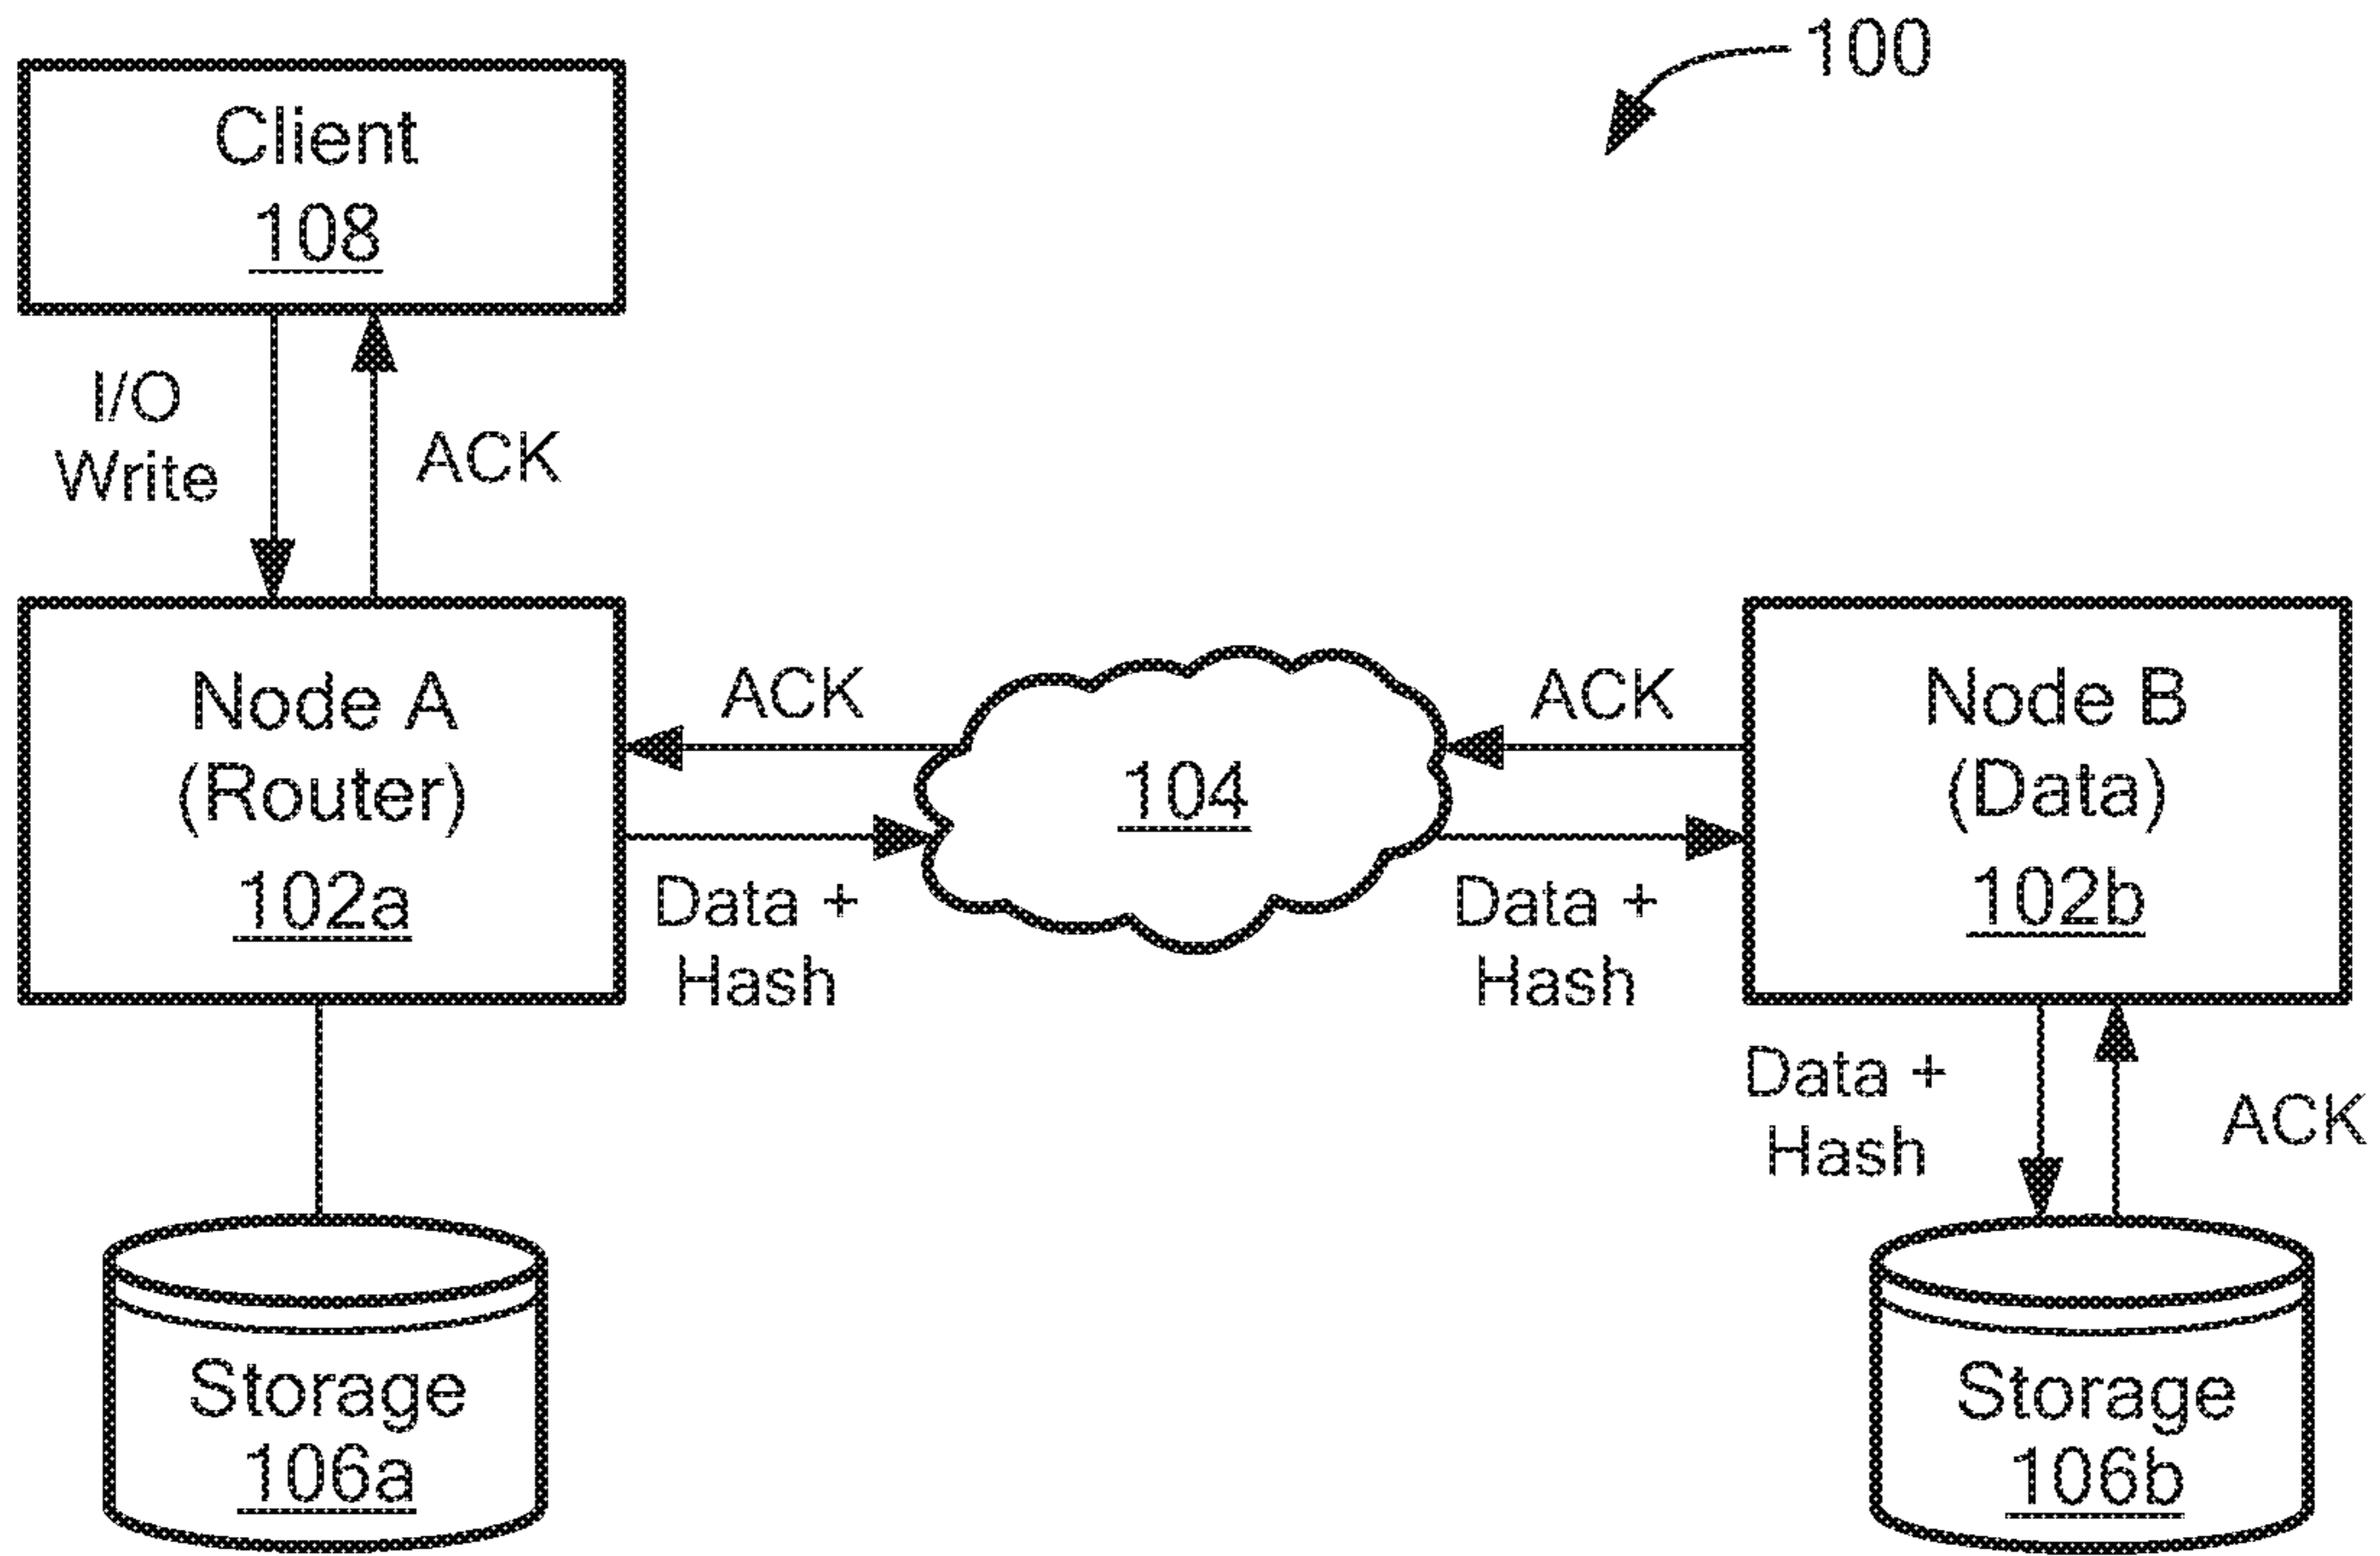 100
Client
108
I/O
Write
ACK
Node A
(Router)
102a
ACK
Data +
Hash
104
ACK
Data +
Hash
Node B
(Data)
102b
Data +
Hash
ACK
Storage
106a
Storage
106b